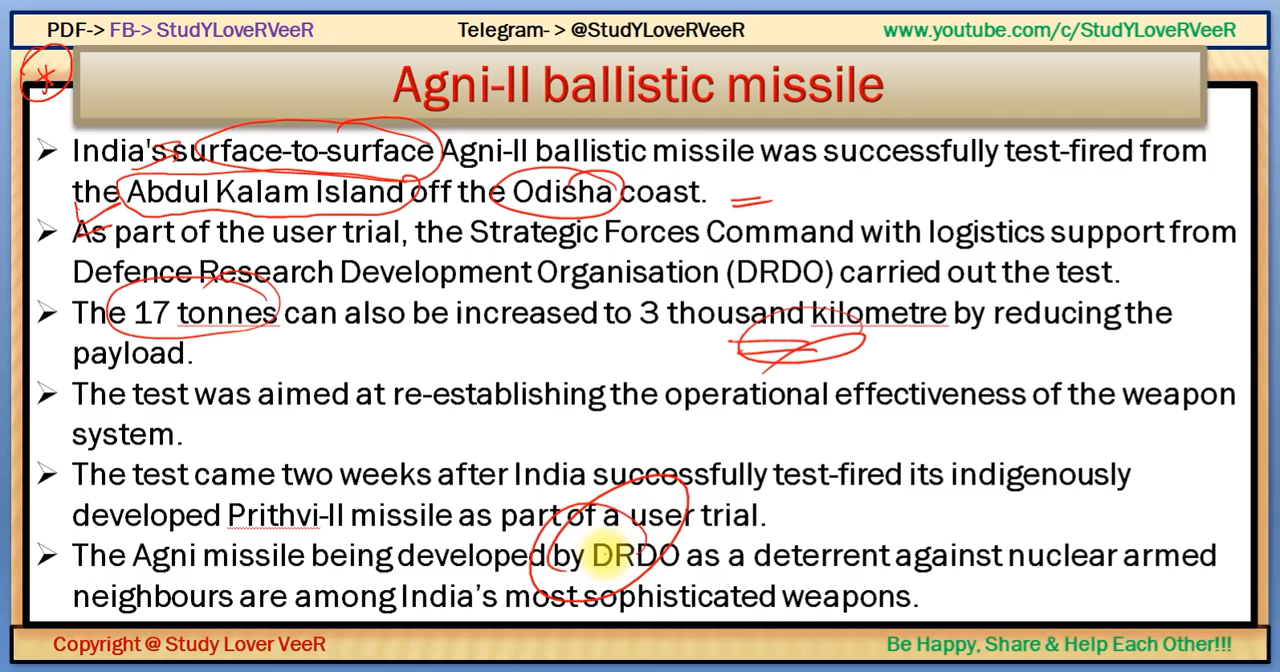 PDF-> FB-> StudYLoveRVeeR Telegram- > @StudYLoveRVeeR www.youtube.com/c/StudYLoveRVeeR
Agni-II ballistic missile
➢ India's surface-to-surface Agni-II ballistic missile was successfully test-fired from
the Abdul Kalam Island off the Odisha coast.
➢ As part of the user trial, the Strategic Forces Command with logistics support from
Defence Research Development Organisation (DRDO) carried out the test.
➢ The 17 tonnes can also be increased to 3 thousand kilometre by reducing the
payload.
➢ The test was aimed at re-establishing the operational effectiveness of the weapon
system.
➢ The test came two weeks after India successfully test-fired its indigenously
developed Prithvi-II missile as part of a user trial.
➢ The Agni missile being developed by DRDO as a deterrent against nuclear armed
neighbours are among India's most sophisticated weapons.
Copyright @ Study Lover VeeR Be Happy, Share & Help Each Other!!!